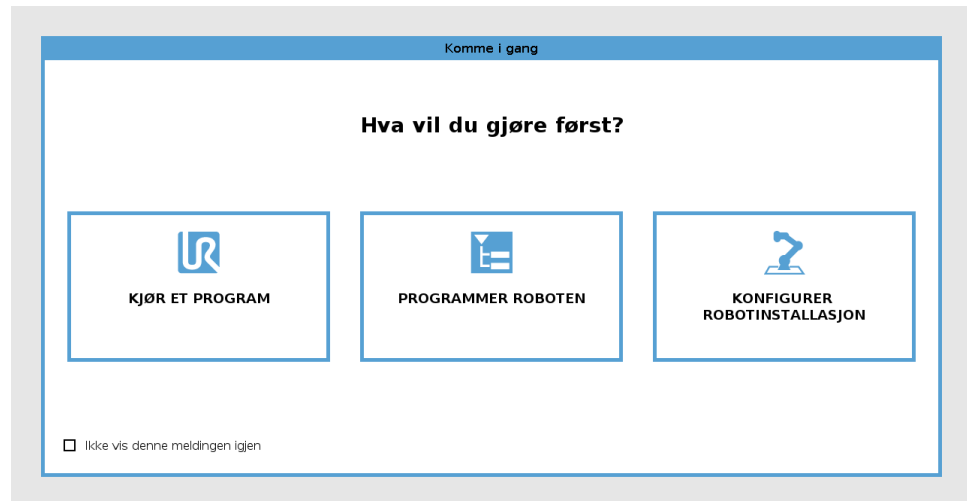 Komme i gang
Hva vil du gjøre først?
KJØR ET PROGRAM
PROGRAMMER ROBOTEN
KONFIGURER
ROBOTINSTALLASJON
Ikke vis denne meldingen igjen